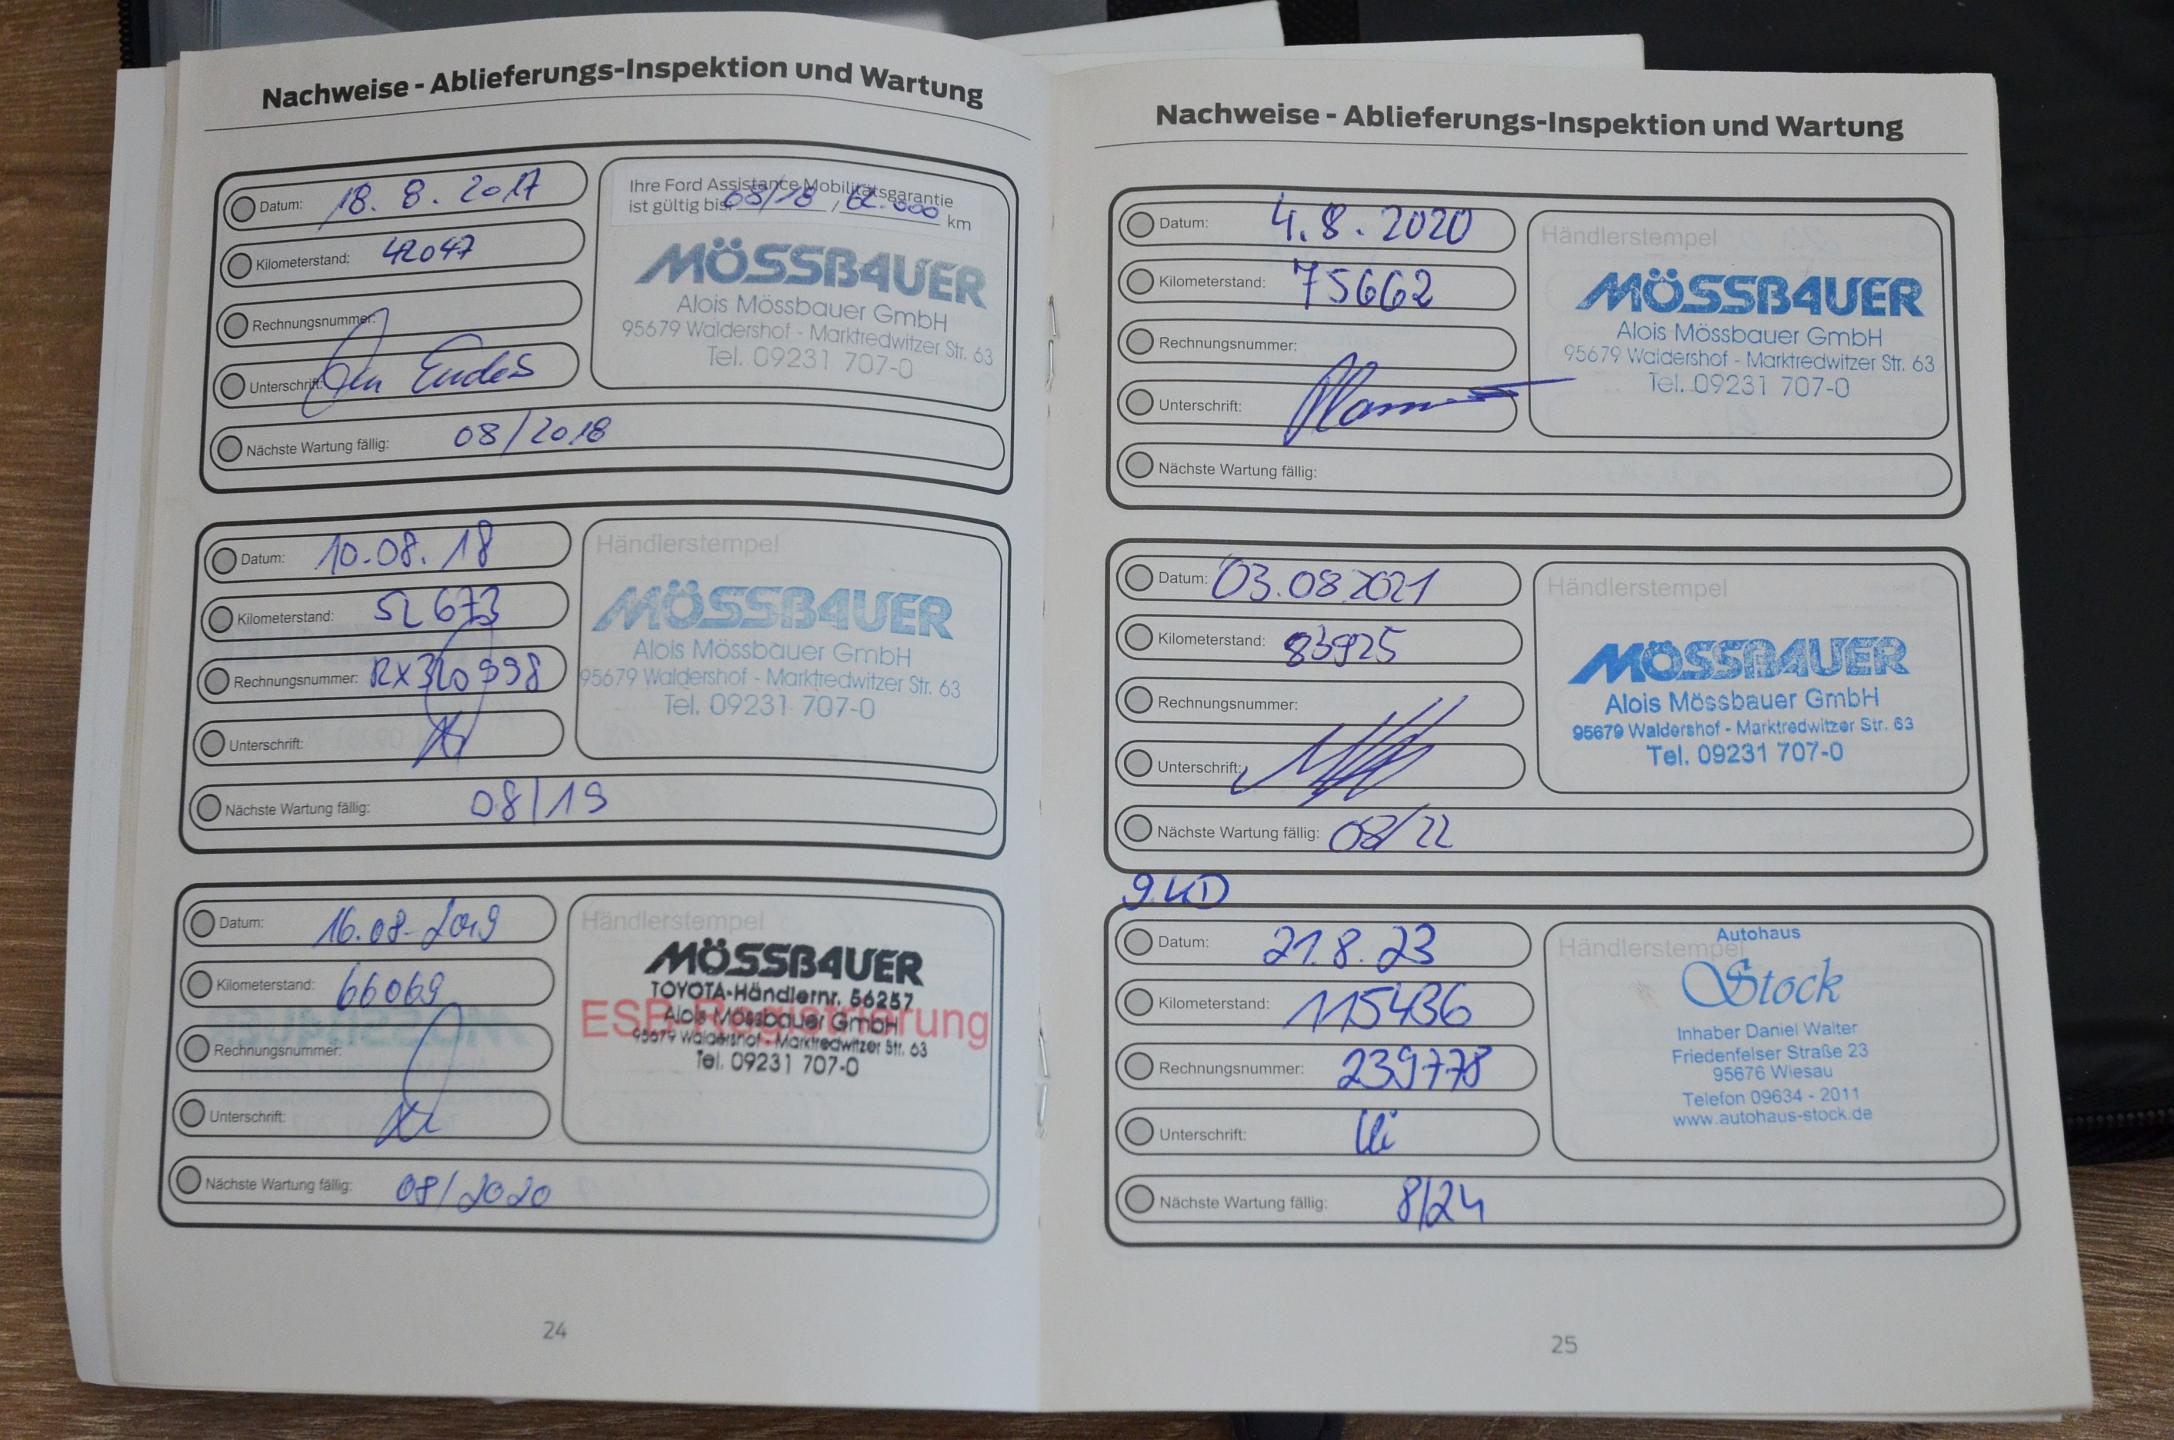 Nachweise - Ablieferungs-Inspektion und Wartung
Datum: 18. 8. 2017
Kilometerstand: 42047
Rechnungsnummer:
Unterschrift:
Nächste Wartung fällig: 08/2018
Ihre Ford Assistance Mobilitätsgarantie
ist gültig bis: 08/18 / 62.000 km
MÖSSBAUER
Alois Mössbauer GmbH
95679 Waldershof - Marktredwitzer Str. 63
Tel. 09231 707-0
Datum: 10.08.18
Kilometerstand: 52673
Rechnungsnummer: RX320998
Unterschrift:
Nächste Wartung fällig: 08/19
Händlerstempel
MÖSSBAUER
Alois Mössbauer GmbH
95679 Waldershof - Marktredwitzer Str. 63
Tel. 09231 707-0
Datum: 16.08.2019
Kilometerstand: 66069
Rechnungsnummer:
Unterschrift:
Nächste Wartung fällig: 08/2020
Händlerstempel
MÖSSBAUER
TOYOTA-Händlernr. 56257
ESP-Registrierung
Alois Mössbauer GmbH
95679 Waldershof - Marktredwitzer Str. 63
Tel. 09231 707-0
24
Nachweise - Ablieferungs-Inspektion und Wartung
Datum: 4.8.2020
Kilometerstand: 75662
Rechnungsnummer:
Unterschrift:
Nächste Wartung fällig:
Händlerstempel
MÖSSBAUER
Alois Mössbauer GmbH
95679 Waldershof - Marktredwitzer Str. 63
Tel. 09231 707-0
Datum: 03.08.2021
Kilometerstand: 83925
Rechnungsnummer:
Unterschrift:
Nächste Wartung fällig: 08/22
Händlerstempel
MÖSSBAUER
Alois Mössbauer GmbH
95679 Waldershof - Marktredwitzer Str. 63
Tel. 09231 707-0
9.KD
Datum: 21.8.23
Kilometerstand: 115436
Rechnungsnummer: 239778
Unterschrift:
Nächste Wartung fällig: 8/24
Händlerstempel
Autohaus
Stock
Inhaber Daniel Walter
Friedenfelser Straße 23
95676 Wiesau
Telefon 09634 - 2011
www.autohaus-stock.de
25